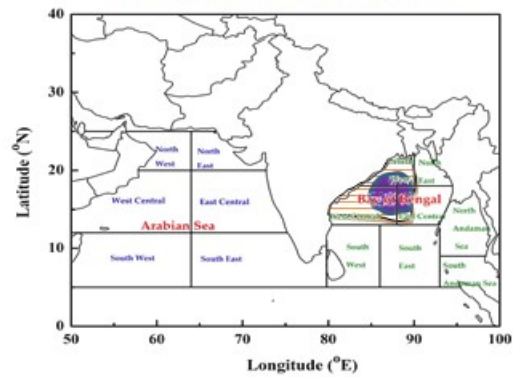 40
30
20
10
0
50
60
70
80
90
100
Latitude (°N)
Longitude (°E)
North
West
North
East
West Central
East Central
Arabian Sea
South West
South East
North
East
Bay of Bengal
South
West
South
East
North
Andaman
Sea
South
Andaman Sea